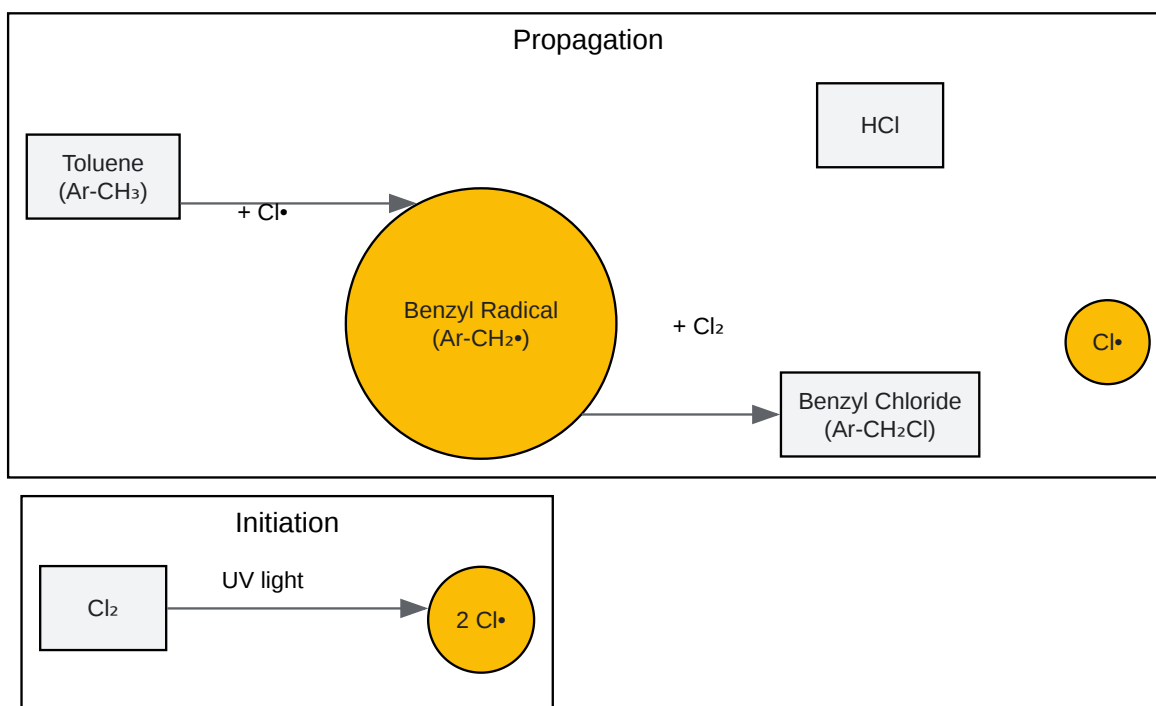 Propagation
HCl
Toluene
(Ar-CH₃)
+ Cl•
Benzyl Radical
(Ar-CH₂•)
+ Cl₂
Cl•
Benzyl Chloride
(Ar-CH₂Cl)
Initiation
UV light
Cl₂
2 Cl•